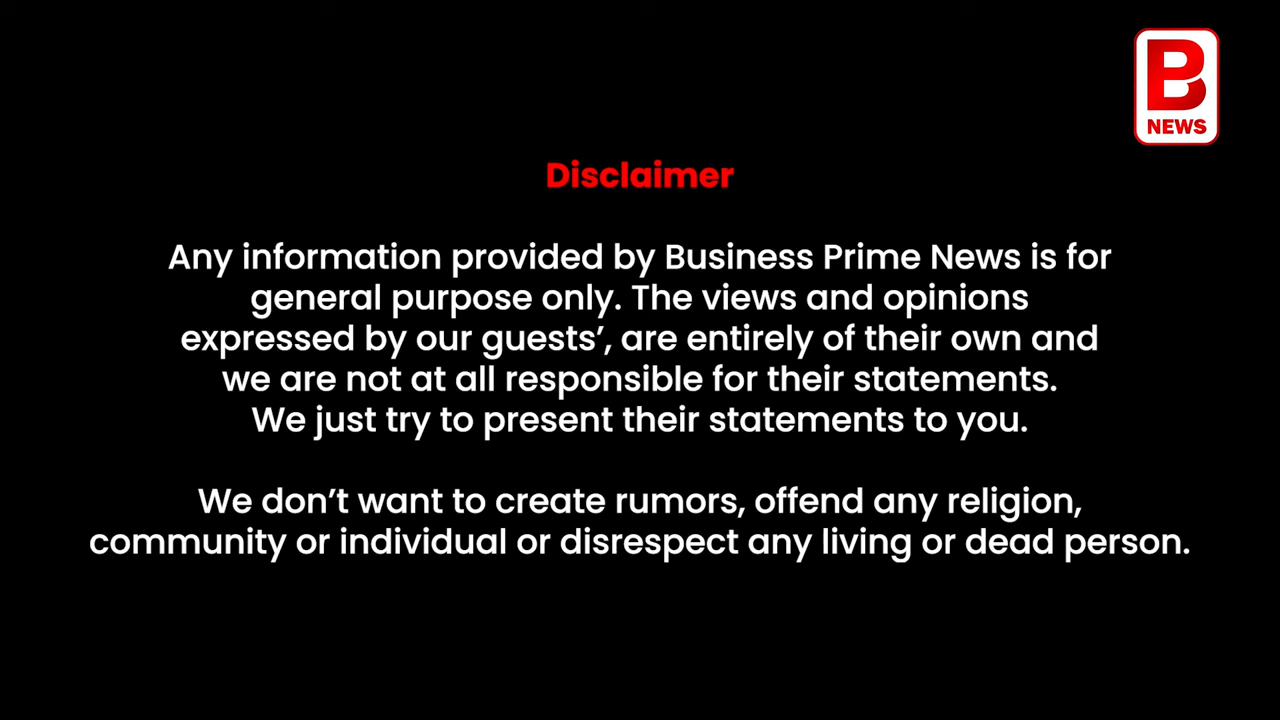 B
NEWS
Disclaimer
Any information provided by Business Prime News is for
general purpose only. The views and opinions
expressed by our guests’, are entirely of their own and
we are not at all responsible for their statements.
We just try to present their statements to you.
We don’t want to create rumors, offend any religion,
community or individual or disrespect any living or dead person.